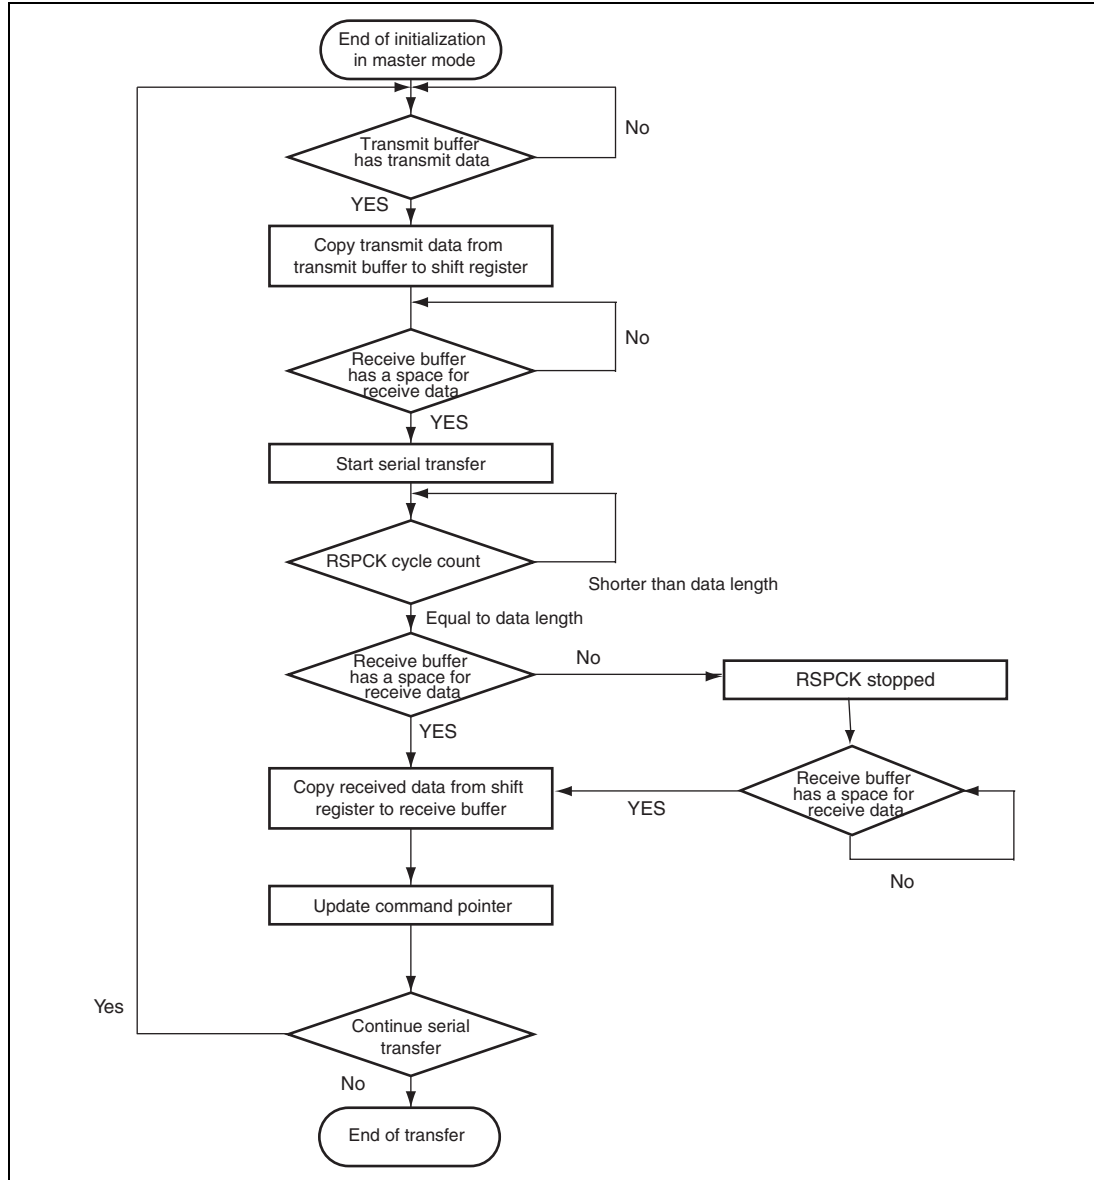 End of initialization
in master mode
No
Transmit buffer
has transmit data
YES
Copy transmit data from
transmit buffer to shift register
No
Receive buffer
has a space for
receive data
YES
Start serial transfer
RSPCK cycle count
Shorter than data length
Equal to data length
Receive buffer
has a space for
receive data
No
RSPCK stopped
YES
Copy received data from shift
register to receive buffer
YES
Receive buffer
has a space for
receive data
No
Update command pointer
Yes
Continue serial
transfer
No
End of transfer